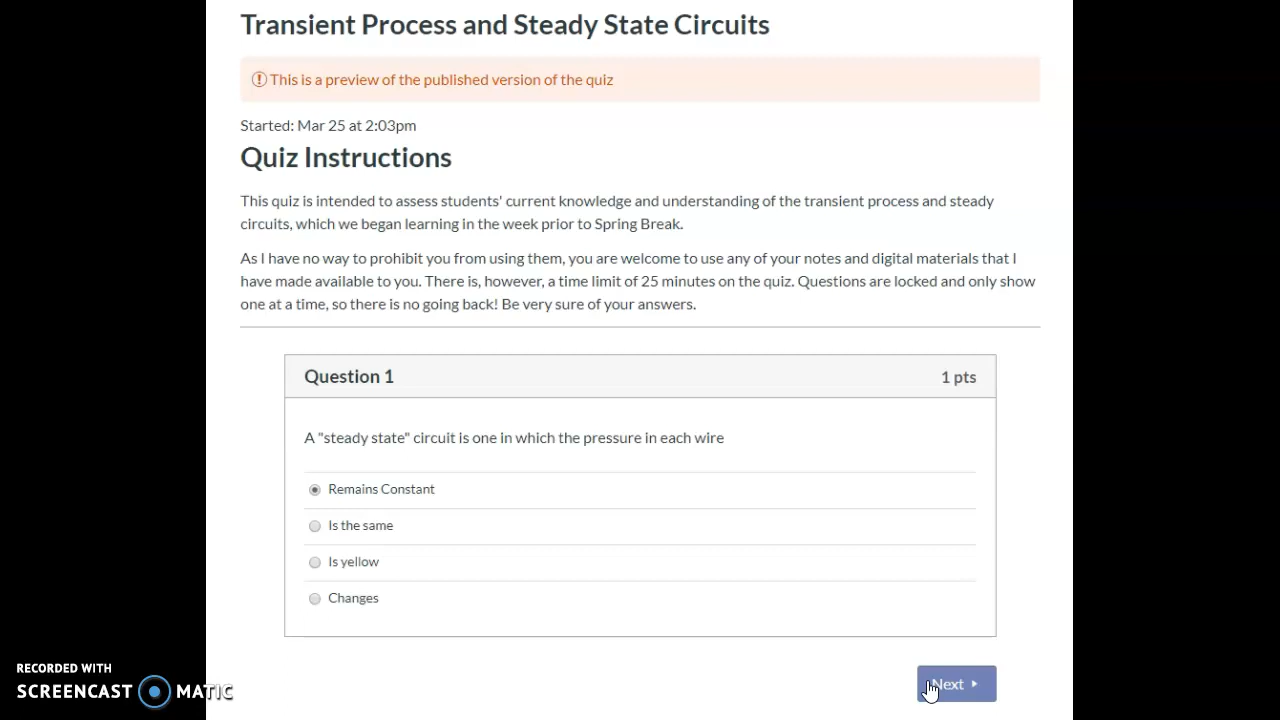 Transient Process and Steady State Circuits
This is a preview of the published version of the quiz
Started: Mar 25 at 2:03pm
Quiz Instructions
This quiz is intended to assess students' current knowledge and understanding of the transient process and steady
circuits, which we began learning in the week prior to Spring Break.
As I have no way to prohibit you from using them, you are welcome to use any of your notes and digital materials that I
have made available to you. There is, however, a time limit of 25 minutes on the quiz. Questions are locked and only show
one at a time, so there is no going back! Be very sure of your answers.
Question 1 1 pts
A "steady state" circuit is one in which the pressure in each wire
Remains Constant
Is the same
Is yellow
Changes
Next
RECORDED WITH
SCREENCAST MATIC